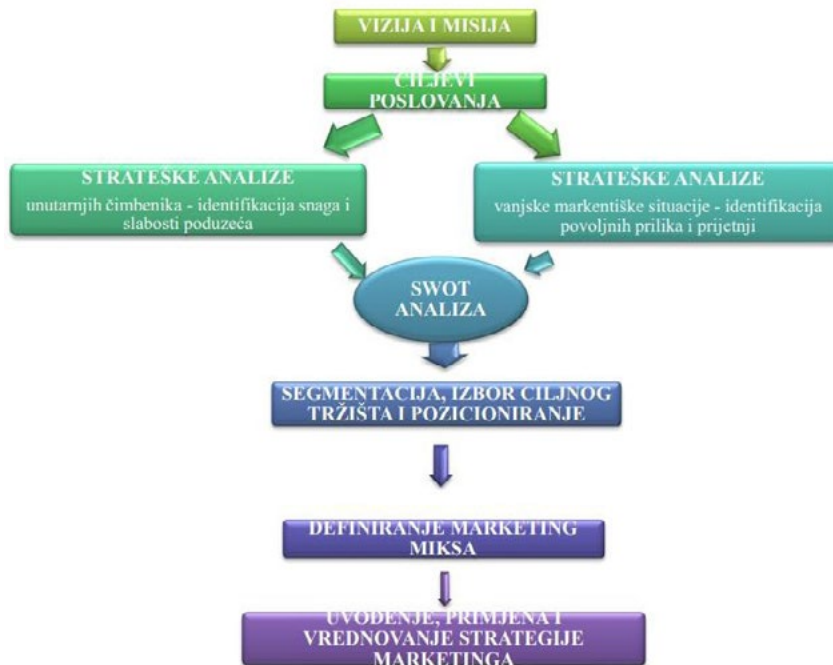 VIZIJA I MISIJA
CILJEVI
POSLOVANJA
STRATEŠKE ANALIZE
unutarnjih čimbenika - identifikacija snaga i
slabosti poduzeća
STRATEŠKE ANALIZE
vanjske markentiške situacije - identifikacija
povoljnih prilika i prijetnji
SWOT
ANALIZA
SEGMENTACIJA, IZBOR CILJNOG
TRŽIŠTA I POZICIONIRANJE
DEFINIRANJE MARKETING
MIKSA
UVOĐENJE, PRIMJENA I
VREDNOVANJE STRATEGIJE
MARKETINGA